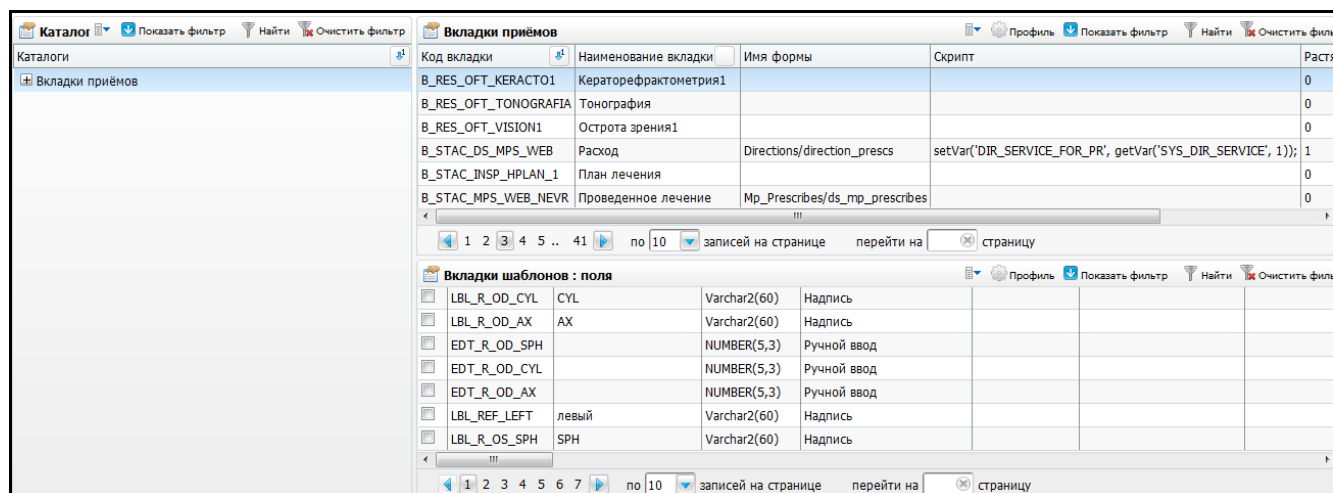 Каталог Показать фильтр Найти Очистить фильтр
Каталоги
Вкладки приёмов
Вкладки приёмов Профиль Показать фильтр Найти Очистить филь
Код вкладки Наименование вкладки Имя формы Скрипт Растя
B_RES_OFT_KERACTO1 Кераторефрактометрия1 0
B_RES_OFT_TONOGRAFIA Тонография 0
B_RES_OFT_VISION1 Острота зрения1 0
B_STAC_DS_MPS_WEB Расход Directions/direction_prescs setVar('DIR_SERVICE_FOR_PR', getVar('SYS_DIR_SERVICE', 1)); 1
B_STAC_INSP_HPLAN_1 План лечения 0
B_STAC_MPS_WEB_NEVR Проведенное лечение Mp_Prescribes/ds_mp_prescribes 0
1 2 3 4 5 .. 41 по 10 записей на странице перейти на страницу
Вкладки шаблонов : поля Профиль Показать фильтр Найти Очистить филь
LBL_R_OD_CYL CYL Varchar2(60) Надпись
LBL_R_OD_AX AX Varchar2(60) Надпись
EDT_R_OD_SPH NUMBER(5,3) Ручной ввод
EDT_R_OD_CYL NUMBER(5,3) Ручной ввод
EDT_R_OD_AX NUMBER(5,3) Ручной ввод
LBL_REF_LEFT левый Varchar2(60) Надпись
LBL_R_OS_SPH SPH Varchar2(60) Надпись
1 2 3 4 5 6 7 по 10 записей на странице перейти на страницу